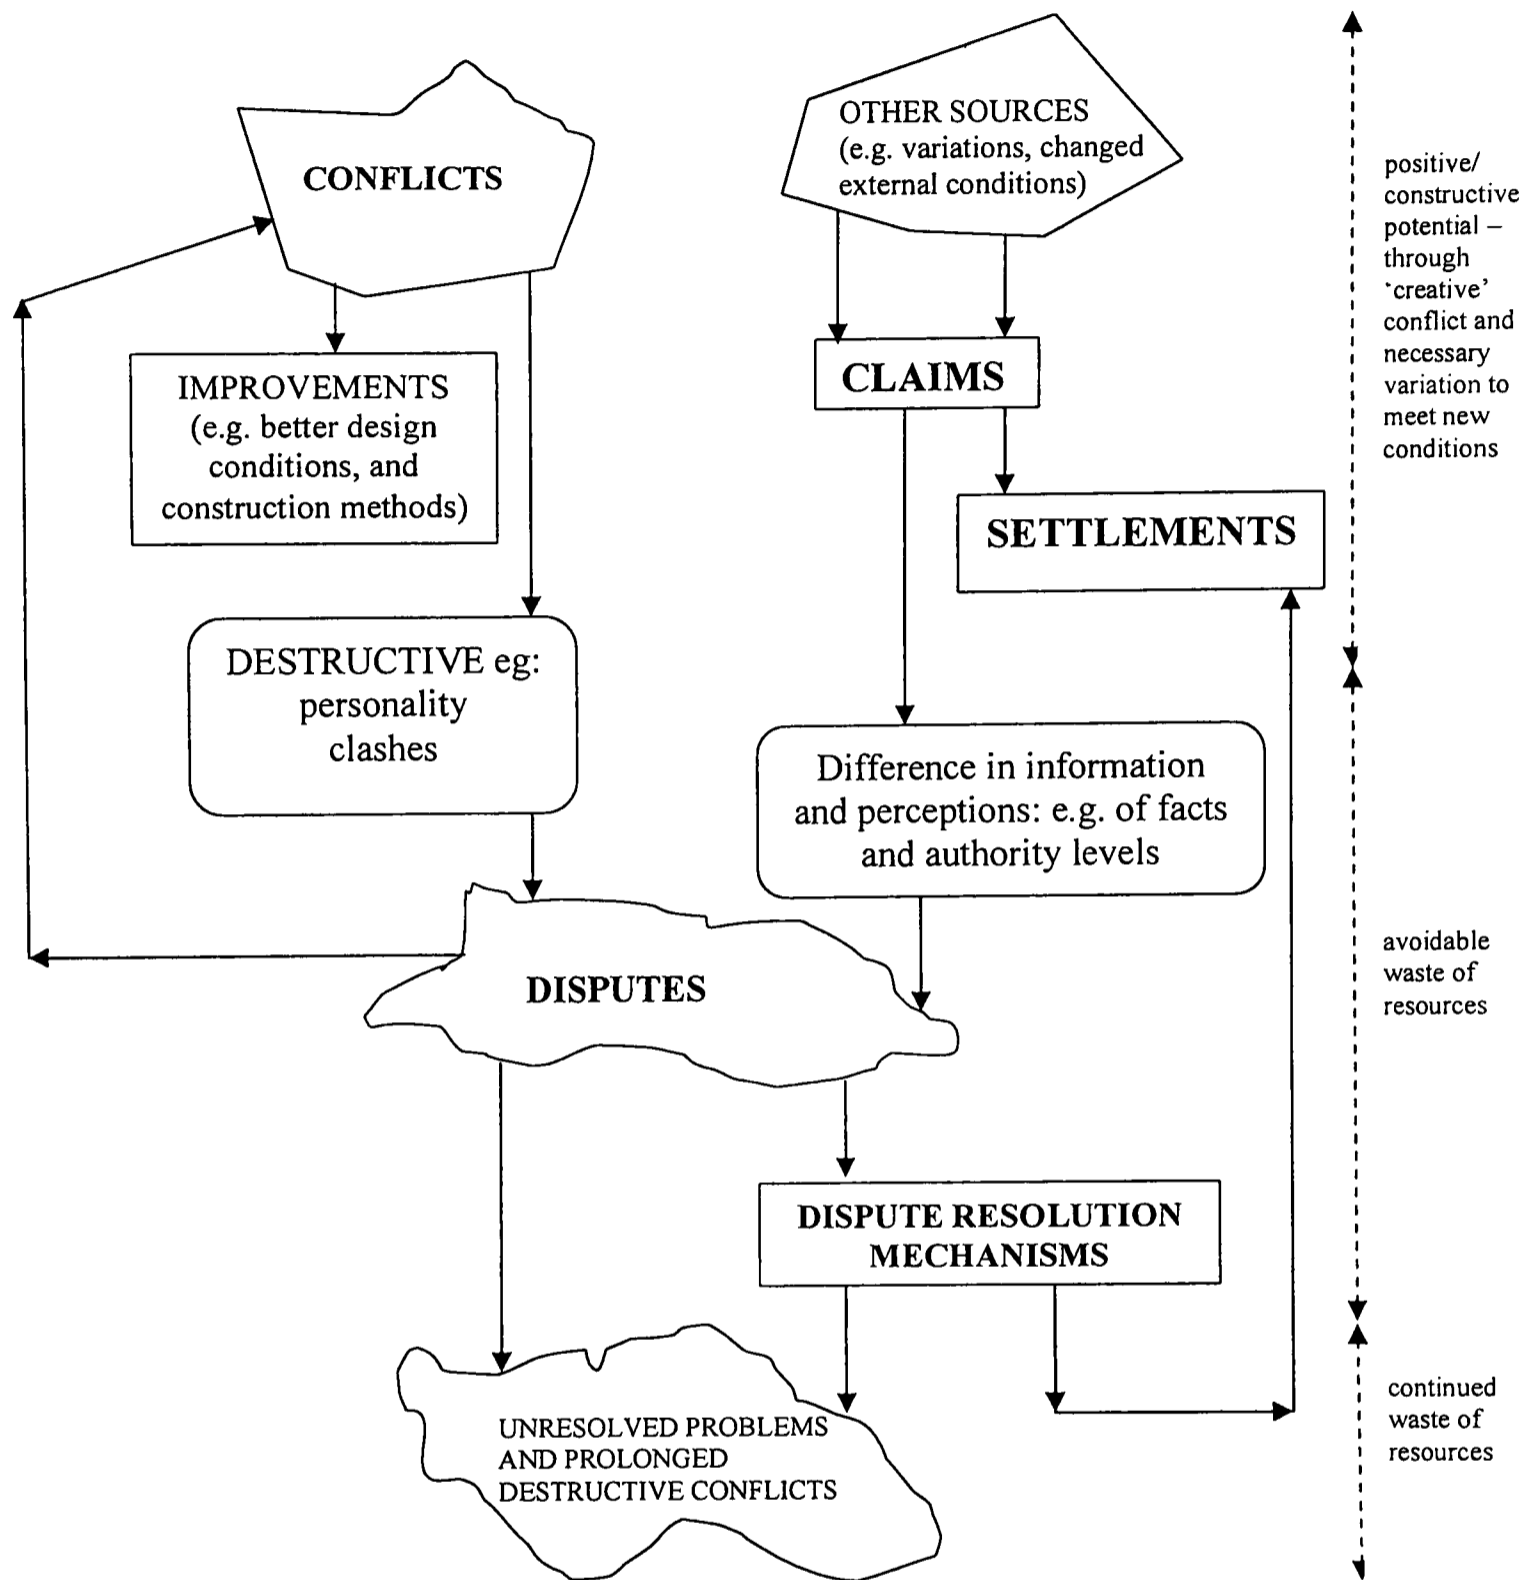 CONFLICTS
OTHER SOURCES
(e.g. variations, changed
external conditions)
IMPROVEMENTS
(e.g. better design
conditions, and
construction methods)
CLAIMS
SETTLEMENTS
DESTRUCTIVE eg:
personality
clashes
Difference in information
and perceptions: e.g. of facts
and authority levels
DISPUTES
DISPUTE RESOLUTION
MECHANISMS
UNRESOLVED PROBLEMS
AND PROLONGED
DESTRUCTIVE CONFLICTS
positive/
constructive
potential –
through
‘creative’
conflict and
necessary
variation to
meet new
conditions
avoidable
waste of
resources
continued
waste of
resources